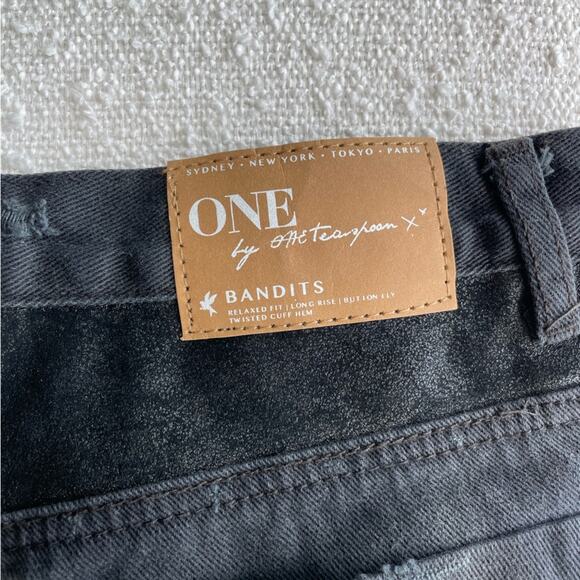 SYDNEY • NEW YORK • TOKYO • PARIS
ONE
by OnEteaspoon X
BANDITS
RELAXED FIT | LONG RISE | BUTTON FLY
TWISTED CUFF HEM